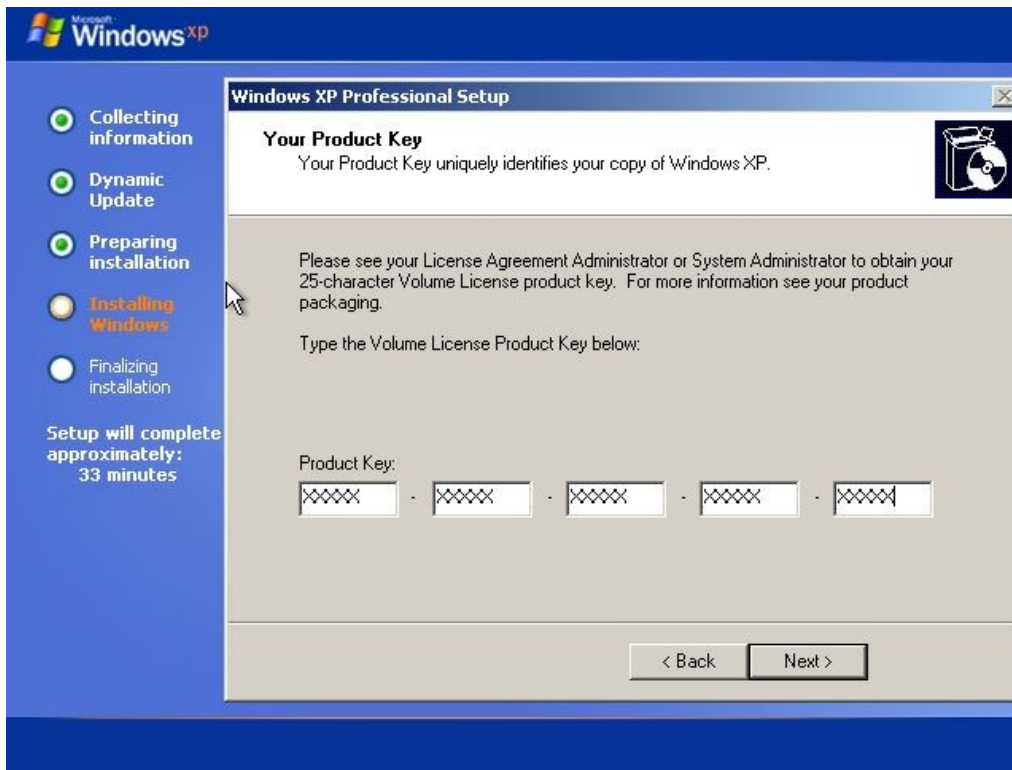 Microsoft
Windows xp
Collecting
information
Dynamic
Update
Preparing
installation
Installing
Windows
Finalizing
installation
Setup will complete
approximately:
33 minutes
Windows XP Professional Setup
Your Product Key
Your Product Key uniquely identifies your copy of Windows XP.
Please see your License Agreement Administrator or System Administrator to obtain your
25-character Volume License product key. For more information see your product
packaging.
Type the Volume License Product Key below:
Product Key:
XXXXX - XXXXX - XXXXX - XXXXX - XXXXX
< Back Next >